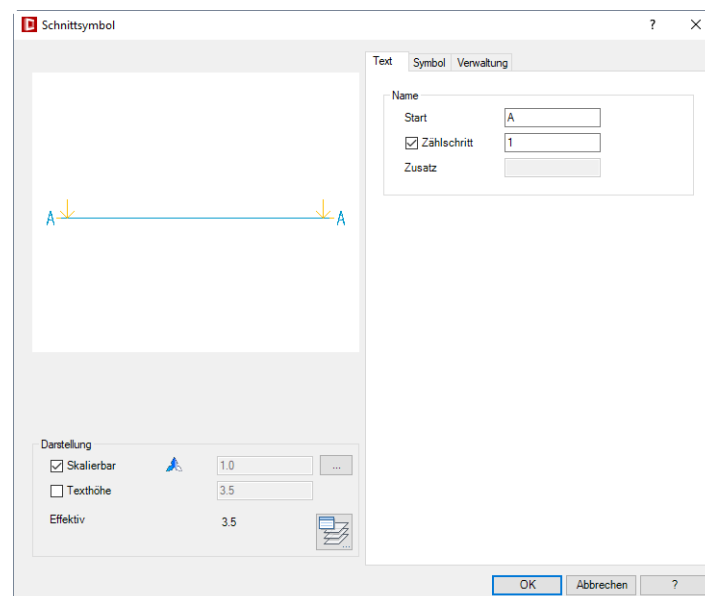 Schnittsymbol ?
Text Symbol Verwaltung
Name
Start A
Zählschritt 1
Zusatz
A A
Darstellung
Skalierbar 1.0 ...
Texthöhe 3.5
Effektiv 3.5
...
OK Abbrechen ?